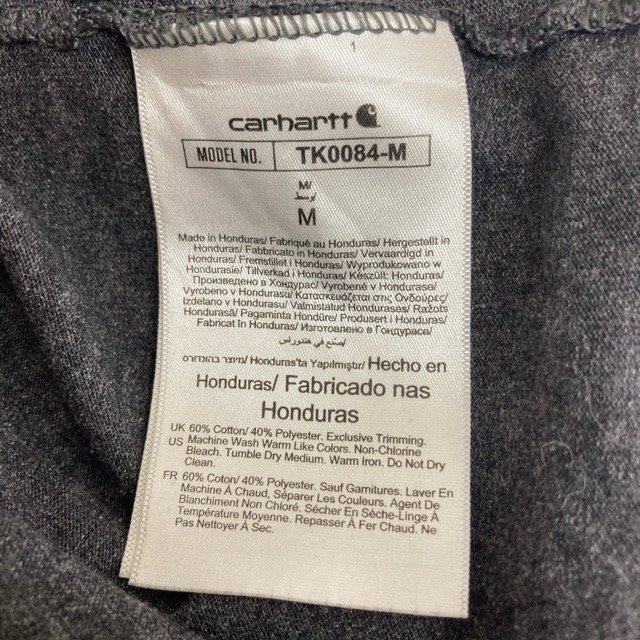 1
carhartt
MODEL NO. TK0084-M
M/
وسط/
M
Made in Honduras/ Fabriqué au Honduras/ Hergestellt in
Honduras/ Fabbricato in Honduras/ Vervaardigd in
Honduras/ Fremstillet i Honduras/ Wyprodukowano w
Hondurasie/ Tillverkad i Honduras/ Készült: Honduras/
Произведено в Хондурас/ Vyrobené v Hondurase/
Vyrobeno v Hondurasu/ Κατασκευάζεται στις Ονδούρες/
Izdelano v Hondurasu/ Valmistatud Hondurases/ Ražots
Hondurasā/ Pagaminta Hondūre/ Produsert i Honduras/
Fabricat în Honduras/ Изготовлено в Гондурасе/
صنع في هندوراس/
מיוצר בהונדורס/ Honduras'ta Yapılmıştır/ Hecho en
Honduras/ Fabricado nas
Honduras
UK 60% Cotton/ 40% Polyester. Exclusive Trimming.
US Machine Wash Warm Like Colors. Non-Chlorine
Bleach. Tumble Dry Medium. Warm Iron. Do Not Dry
Clean.
FR 60% Coton/ 40% Polyester. Sauf Garnitures. Laver En
Machine À Chaud, Séparer Les Couleurs. Agent De
Blanchiment Non Chloré. Sécher En Sèche-Linge À
Température Moyenne. Repasser À Fer Chaud. Ne
Pas Nettoyer À Sec.